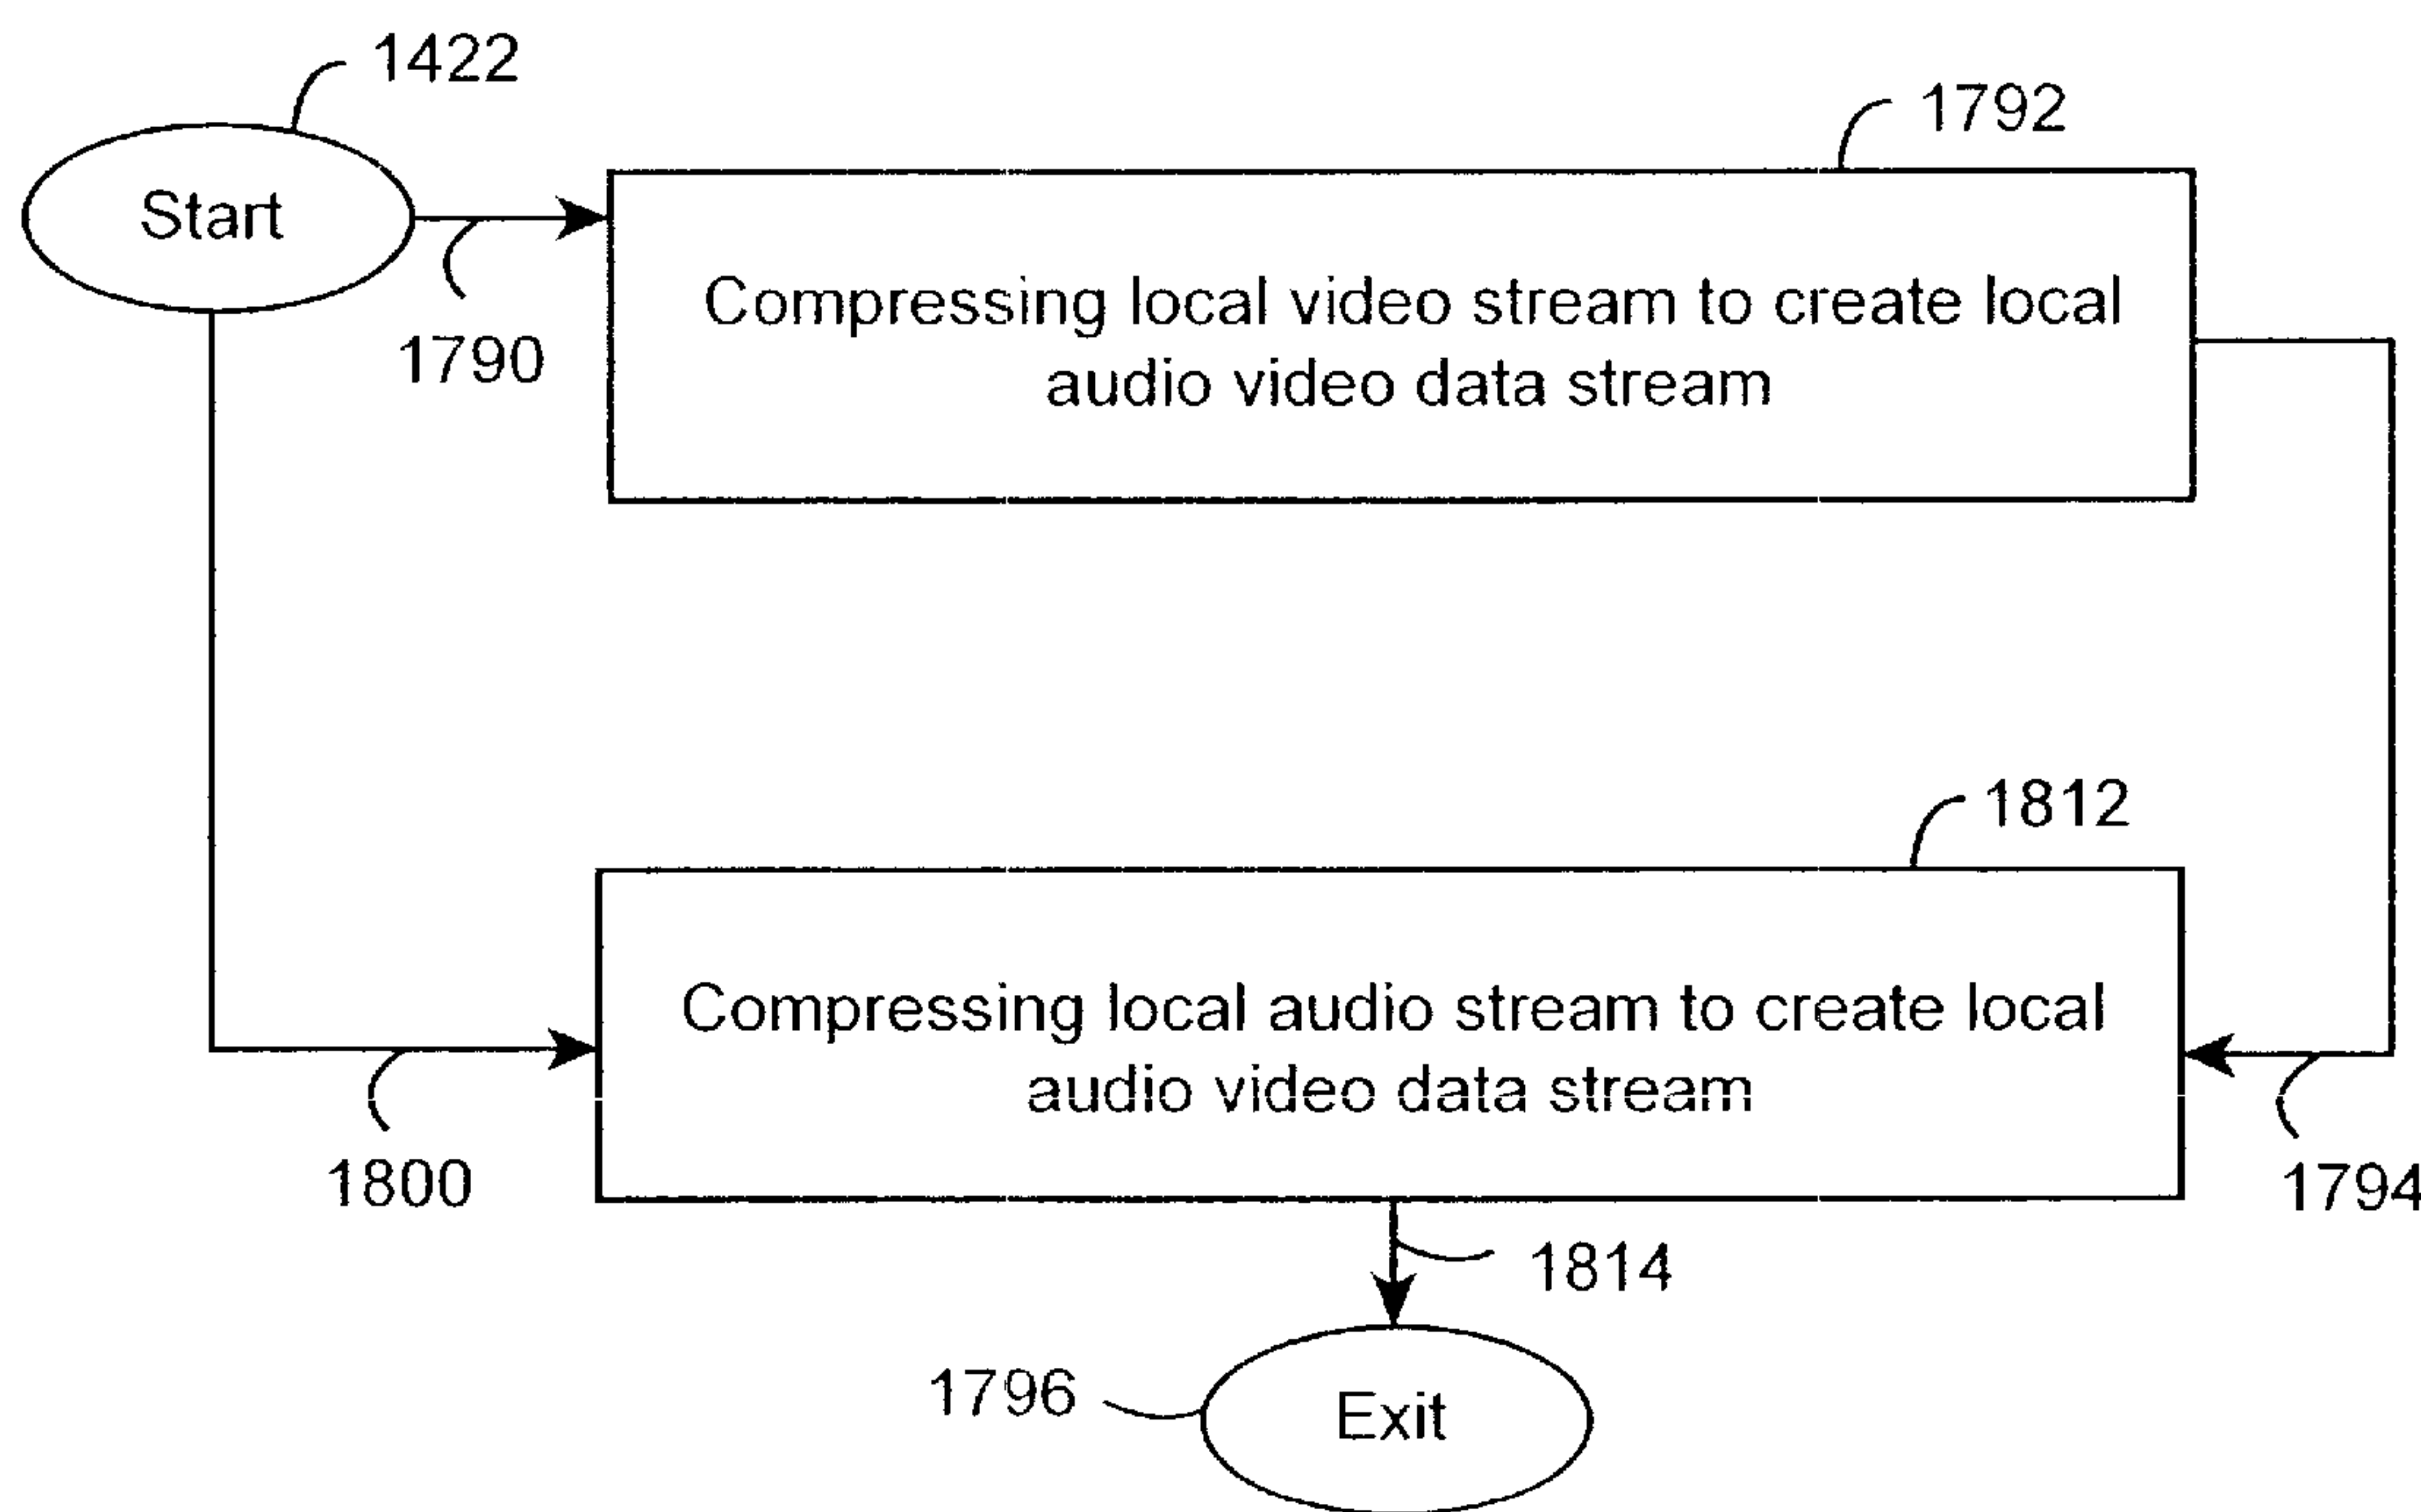 1422
1792
Start
1790
Compressing local video stream to create local
audio video data stream
1812
Compressing local audio stream to create local
audio video data stream
1800
1794
1814
1796
Exit